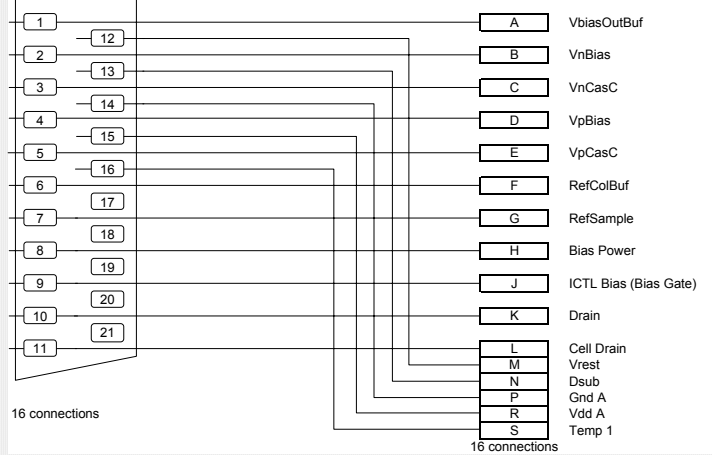 1 A VbiasOutBuf
12
2 B VnBias
13
3 C VnCasC
14
4 D VpBias
15
5 E VpCasC
16
6 F RefColBuf
17
7 G RefSample
18
8 H Bias Power
19
9 J ICTL Bias (Bias Gate)
20
10 K Drain
21
11 L Cell Drain
M Vrest
N Dsub
P Gnd A
R Vdd A
S Temp 1
16 connections
16 connections